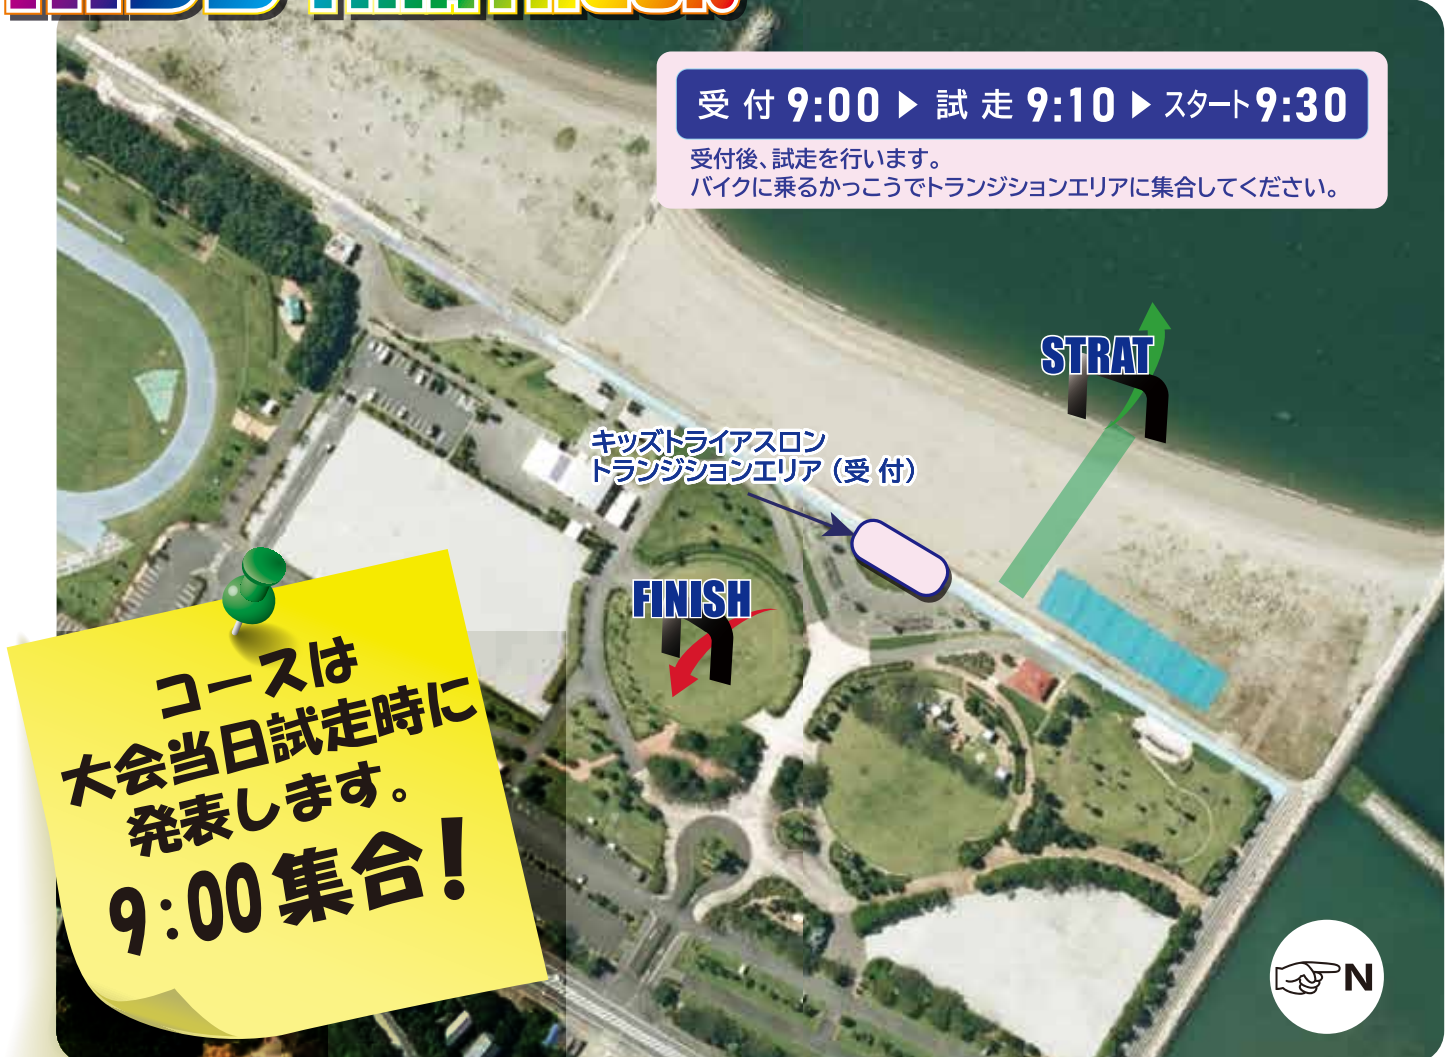 受付 9:00 ▶ 試走 9:10 ▶ スタート 9:30
受付後、試走を行います。
バイクに乗るかっこうでトランジションエリアに集合してください。
STRAT
キッズトライアスロン
トランジションエリア（受付）
FINISH
コースは
大会当日試走時に
発表します。
9:00 集合！
N